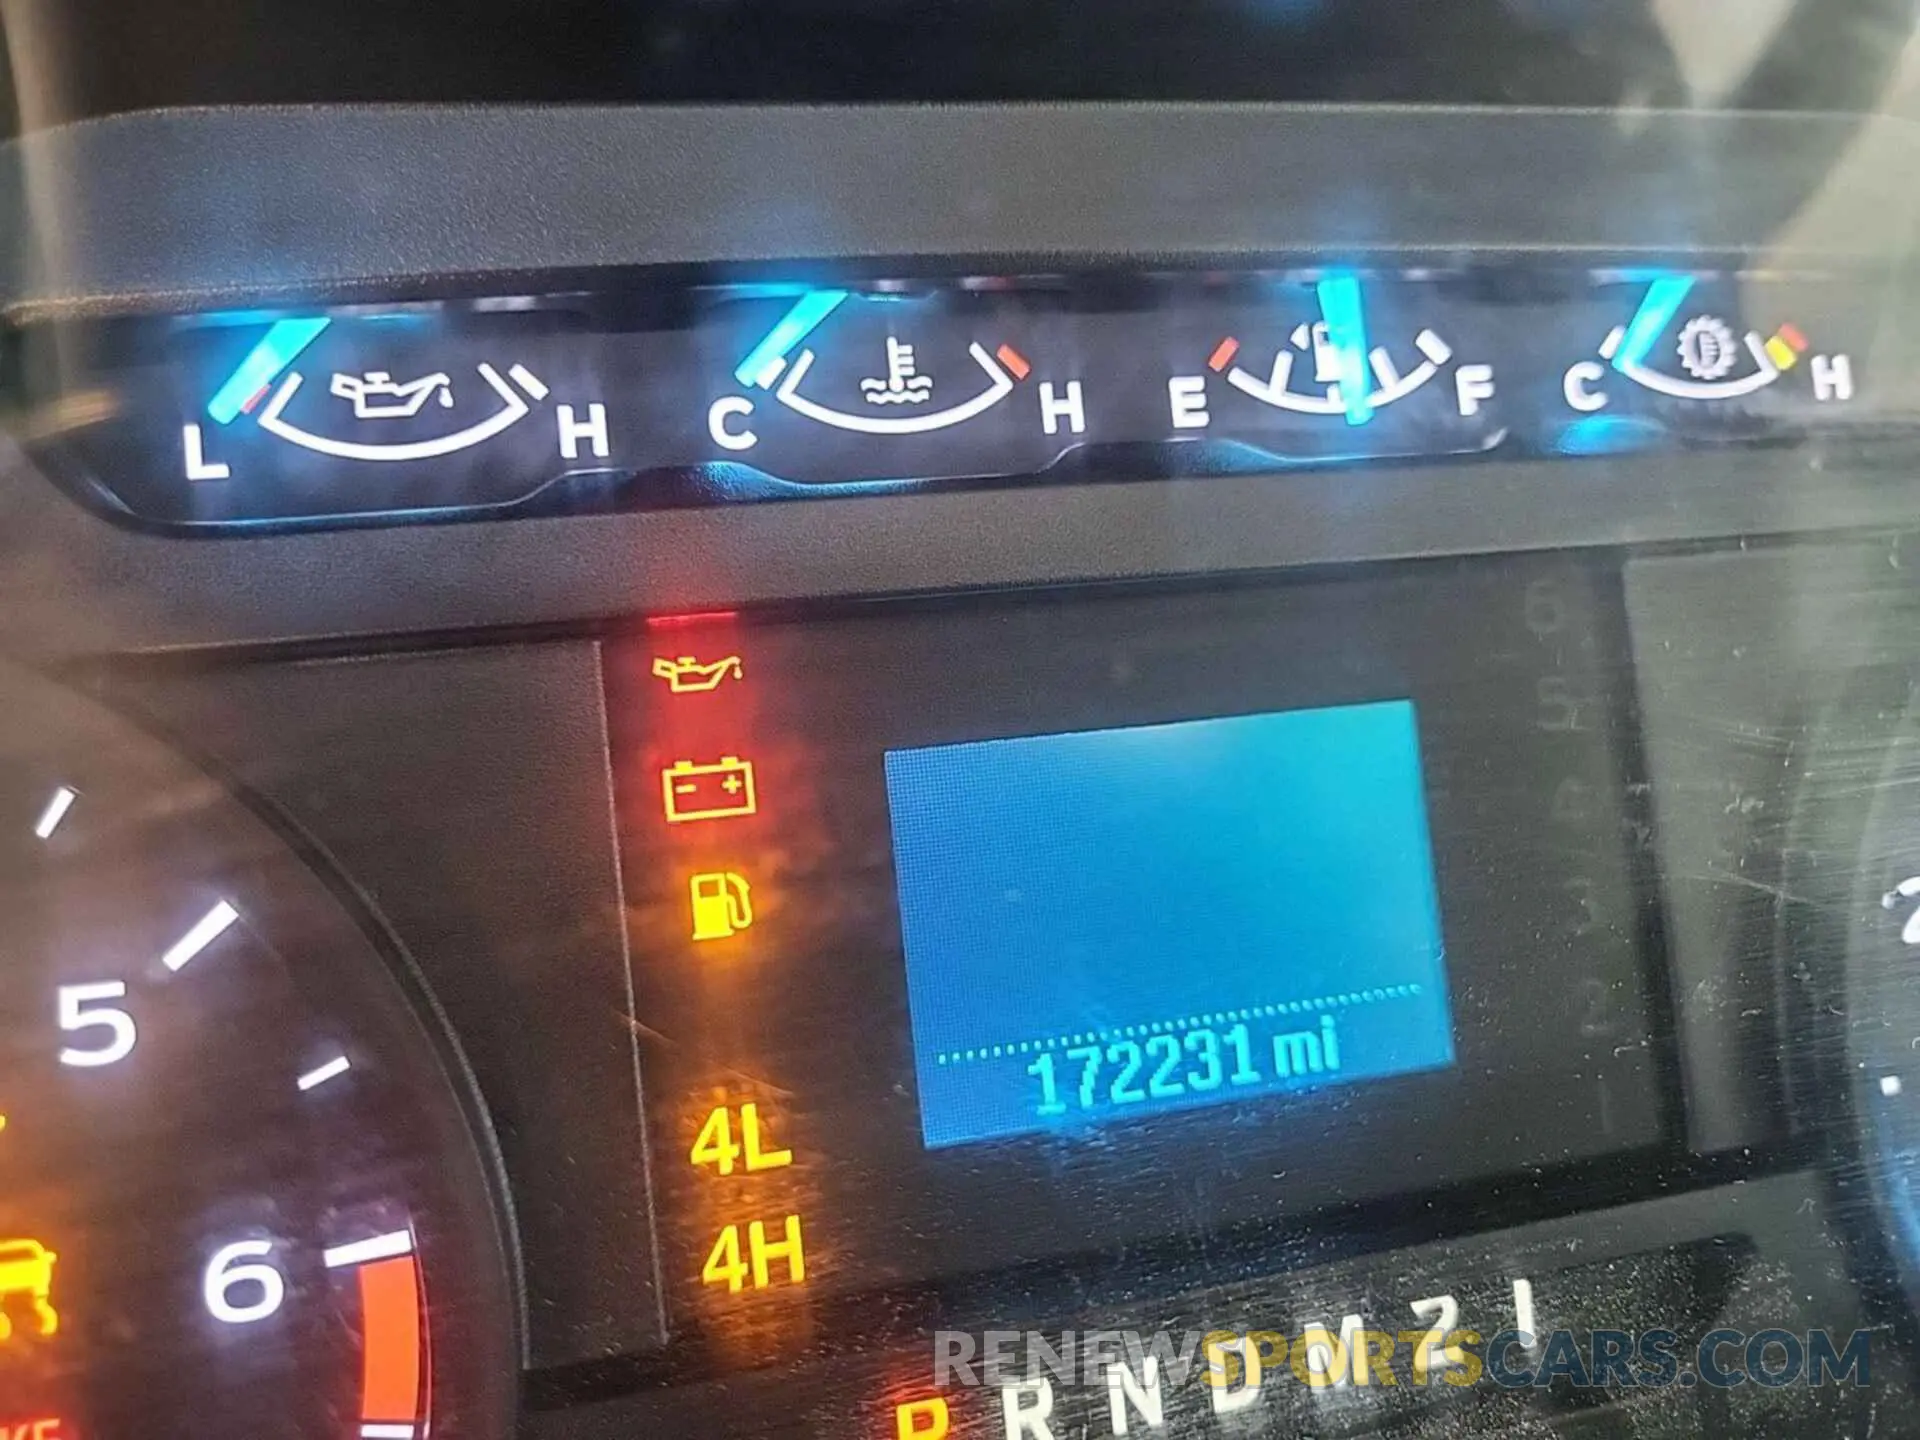 L H C H E F C H
5
6
4L
4H
172231 mi
P R N D M 2 1
RENEWSPORTSCARS.COM